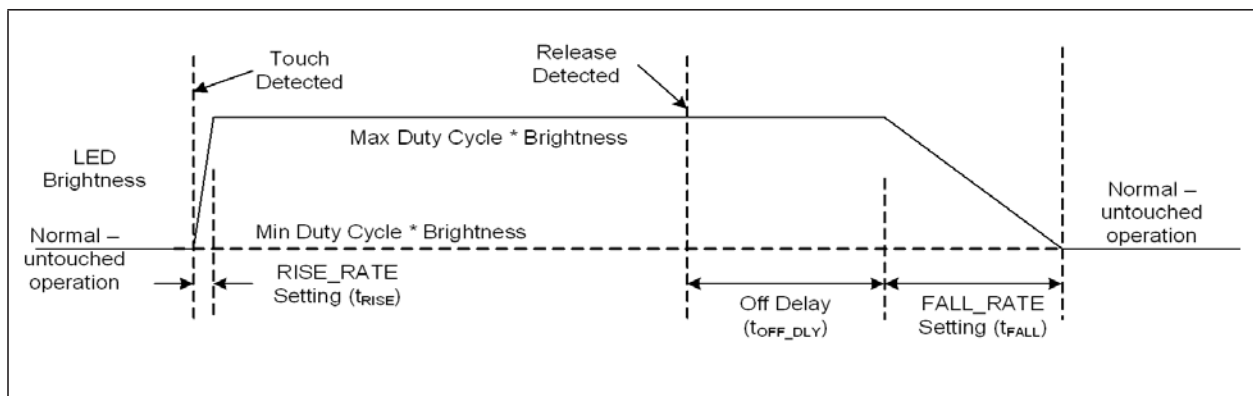 Touch
Detected
Release
Detected
Max Duty Cycle * Brightness
LED
Brightness
Normal –
untouched
operation
Min Duty Cycle * Brightness
Normal –
untouched
operation
RISE_RATE
Setting (tRISE)
Off Delay
(tOFF_DLY)
FALL_RATE
Setting (tFALL)